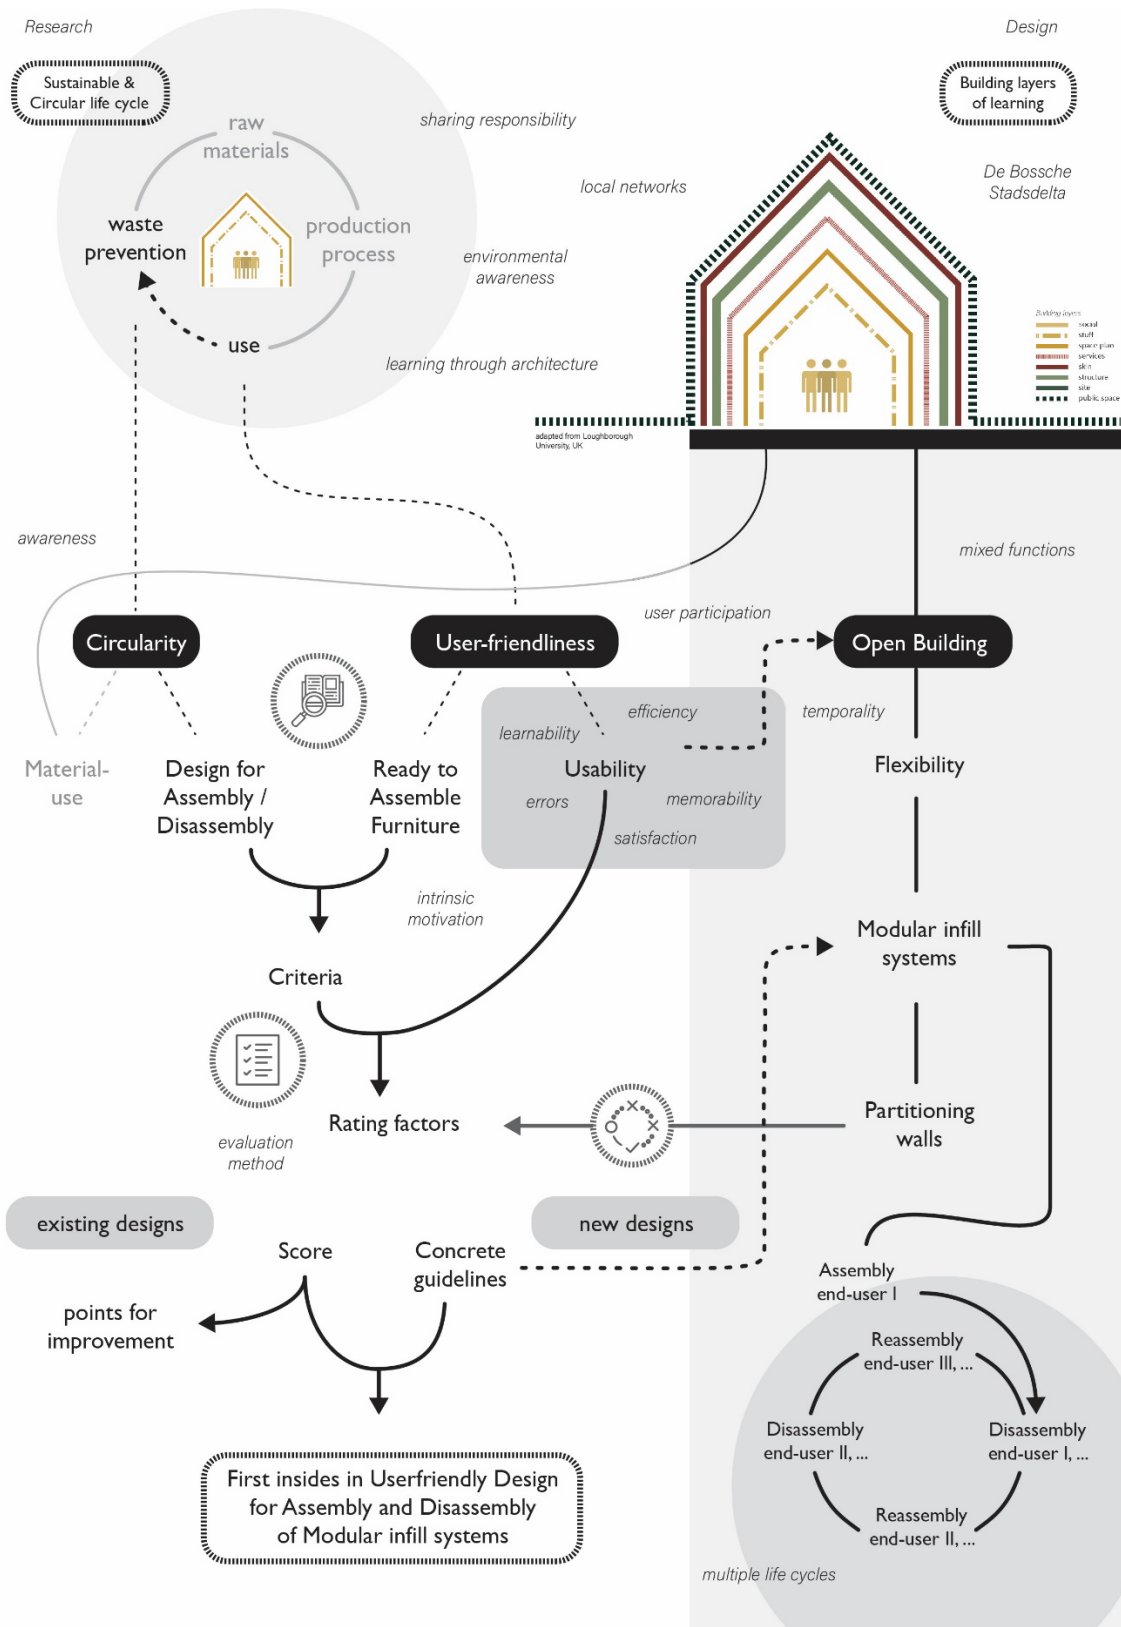 Research
Design
Sustainable &
Circular life cycle
Building layers
of learning
raw
materials
sharing responsibility
local networks
De Bossche
Stadsdelta
waste
prevention
production
process
environmental
awareness
use
learning through architecture
Building layers
social
stuff
space plan
services
skin
structure
site
public space
adapted from Loughborough
University, UK
awareness
mixed functions
user participation
Circularity
User-friendliness
Open Building
efficiency
learnability
temporality
Material-
use
Design for
Assembly /
Disassembly
Ready to
Assemble
Furniture
Usability
Flexibility
errors
memorability
satisfaction
intrinsic
motivation
Modular infill
systems
Criteria
Rating factors
Partitioning
walls
evaluation
method
existing designs
new designs
Score
Concrete
guidelines
Assembly
end-user I
points for
improvement
Reassembly
end-user III, ...
Disassembly
end-user II, ...
Disassembly
end-user I, ...
First insides in Userfriendly Design
for Assembly and Disassembly
of Modular infill systems
Reassembly
end-user II, ...
multiple life cycles